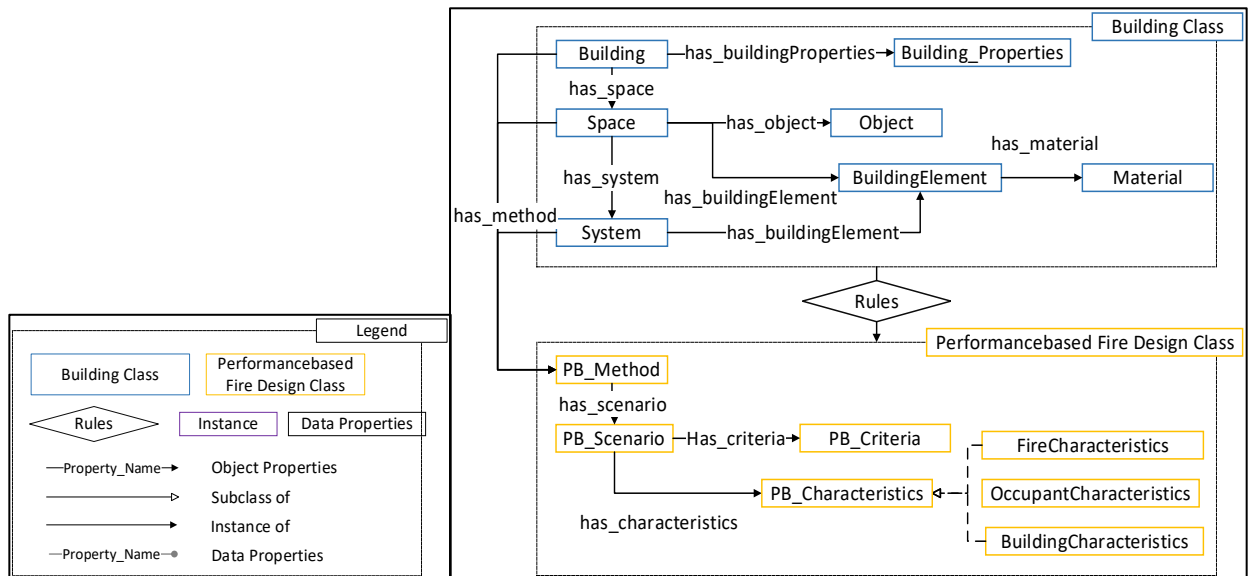 Building Class
Building
has_buildingProperties
Building_Properties
has_space
Space
has_object
Object
has_material
has_system
BuildingElement
Material
has_buildingElement
has_method
System
has_buildingElement
Rules
Performancebased Fire Design Class
PB_Method
has_scenario
PB_Scenario
Has_criteria
PB_Criteria
FireCharacteristics
PB_Characteristics
OccupantCharacteristics
has_characteristics
BuildingCharacteristics
Legend
Building Class
Performancebased
Fire Design Class
Rules
Instance
Data Properties
Property_Name
Object Properties
Subclass of
Instance of
Property_Name
Data Properties